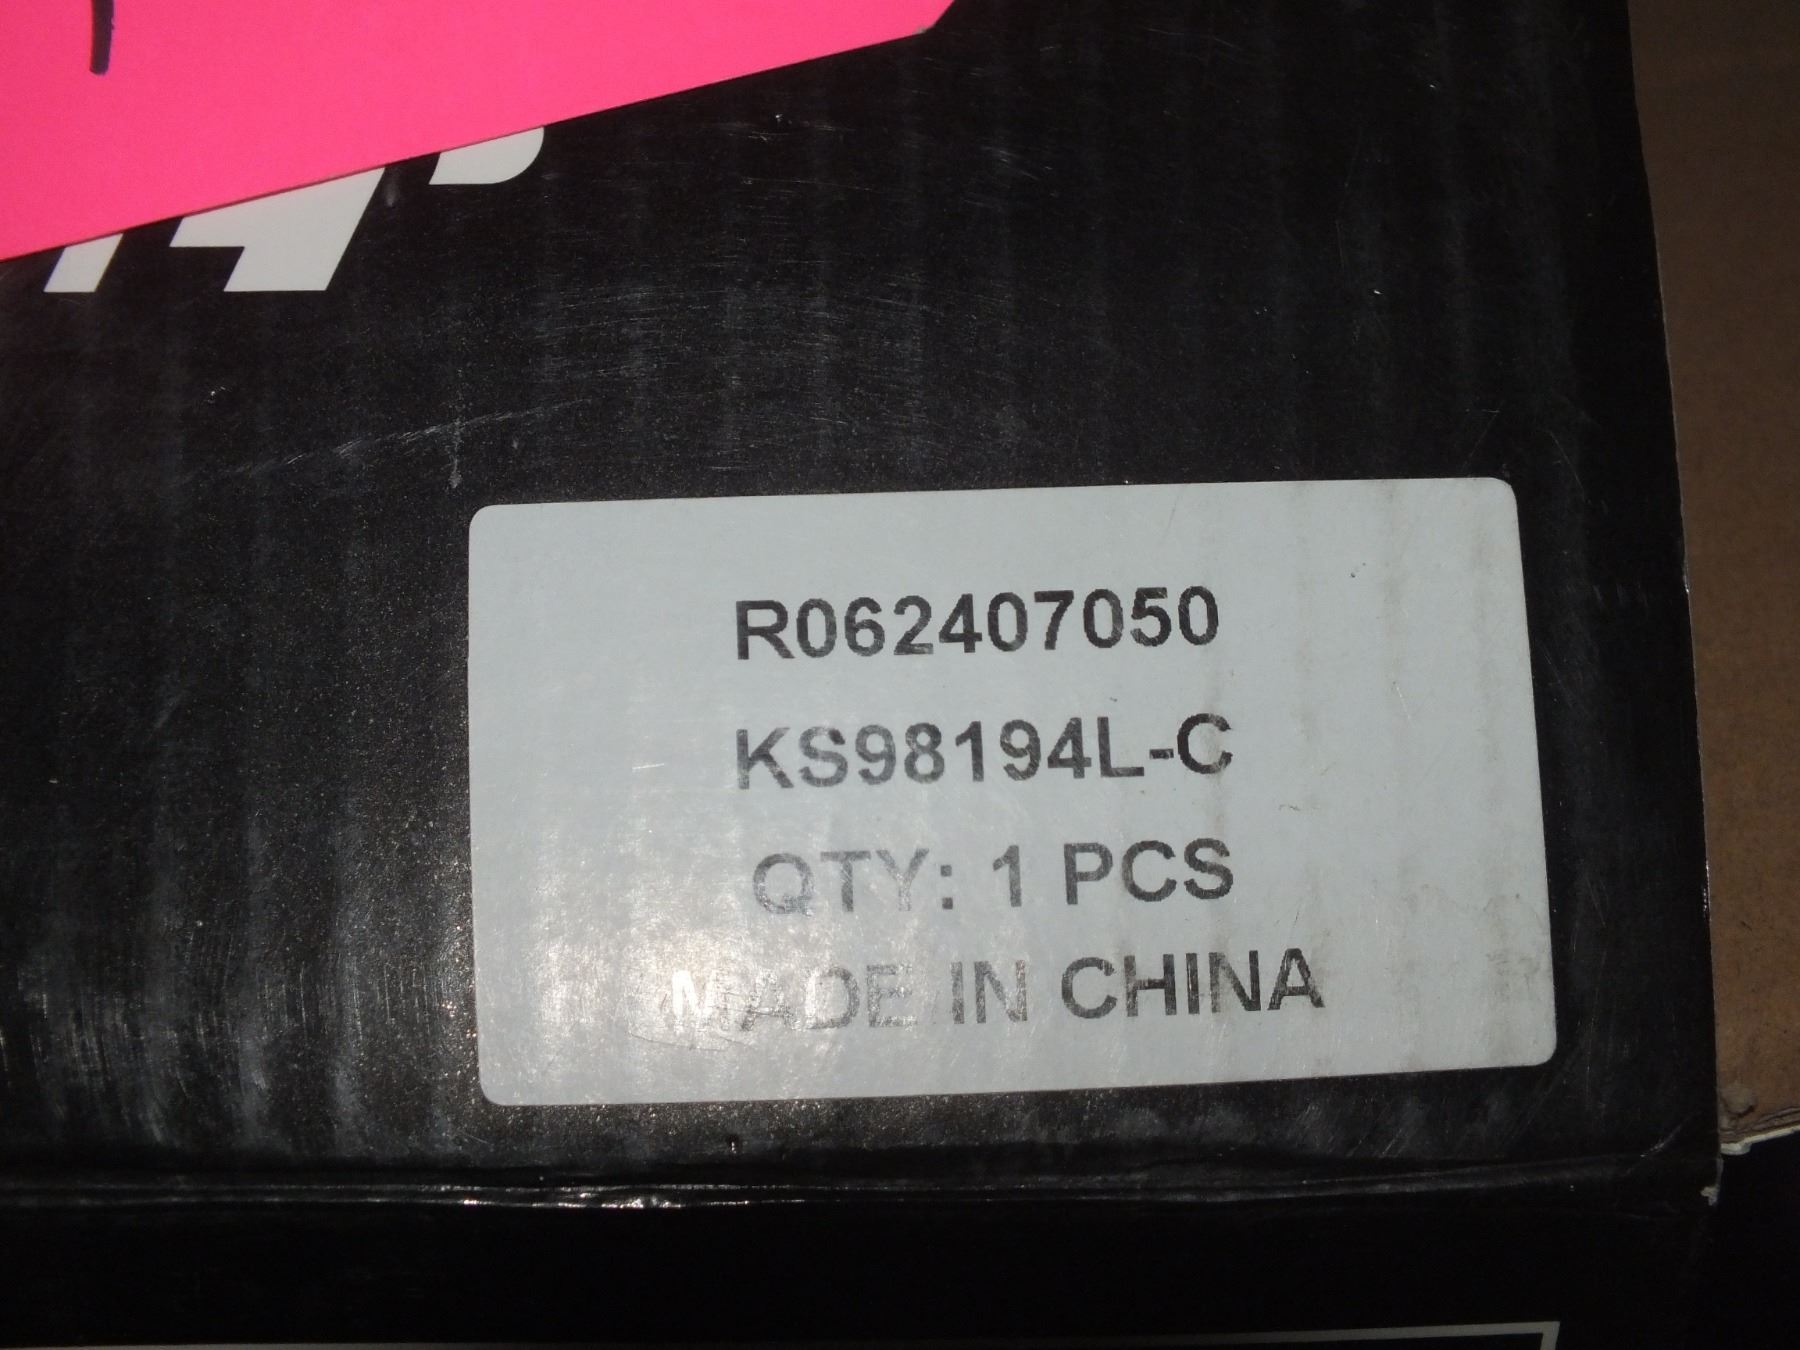 R062407050
KS98194L-C
QTY: 1 PCS
MADE IN CHINA